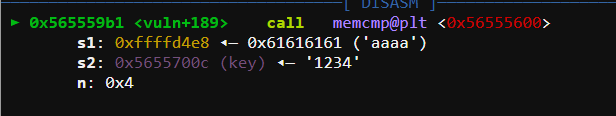 [ DISASM ]
► 0x565559b1 <vuln+189> call memcmp@plt <0x56555600>
s1: 0xffffd4e8 ◂— 0x61616161 ('aaaa')
s2: 0x5655700c (key) ◂— '1234'
n: 0x4